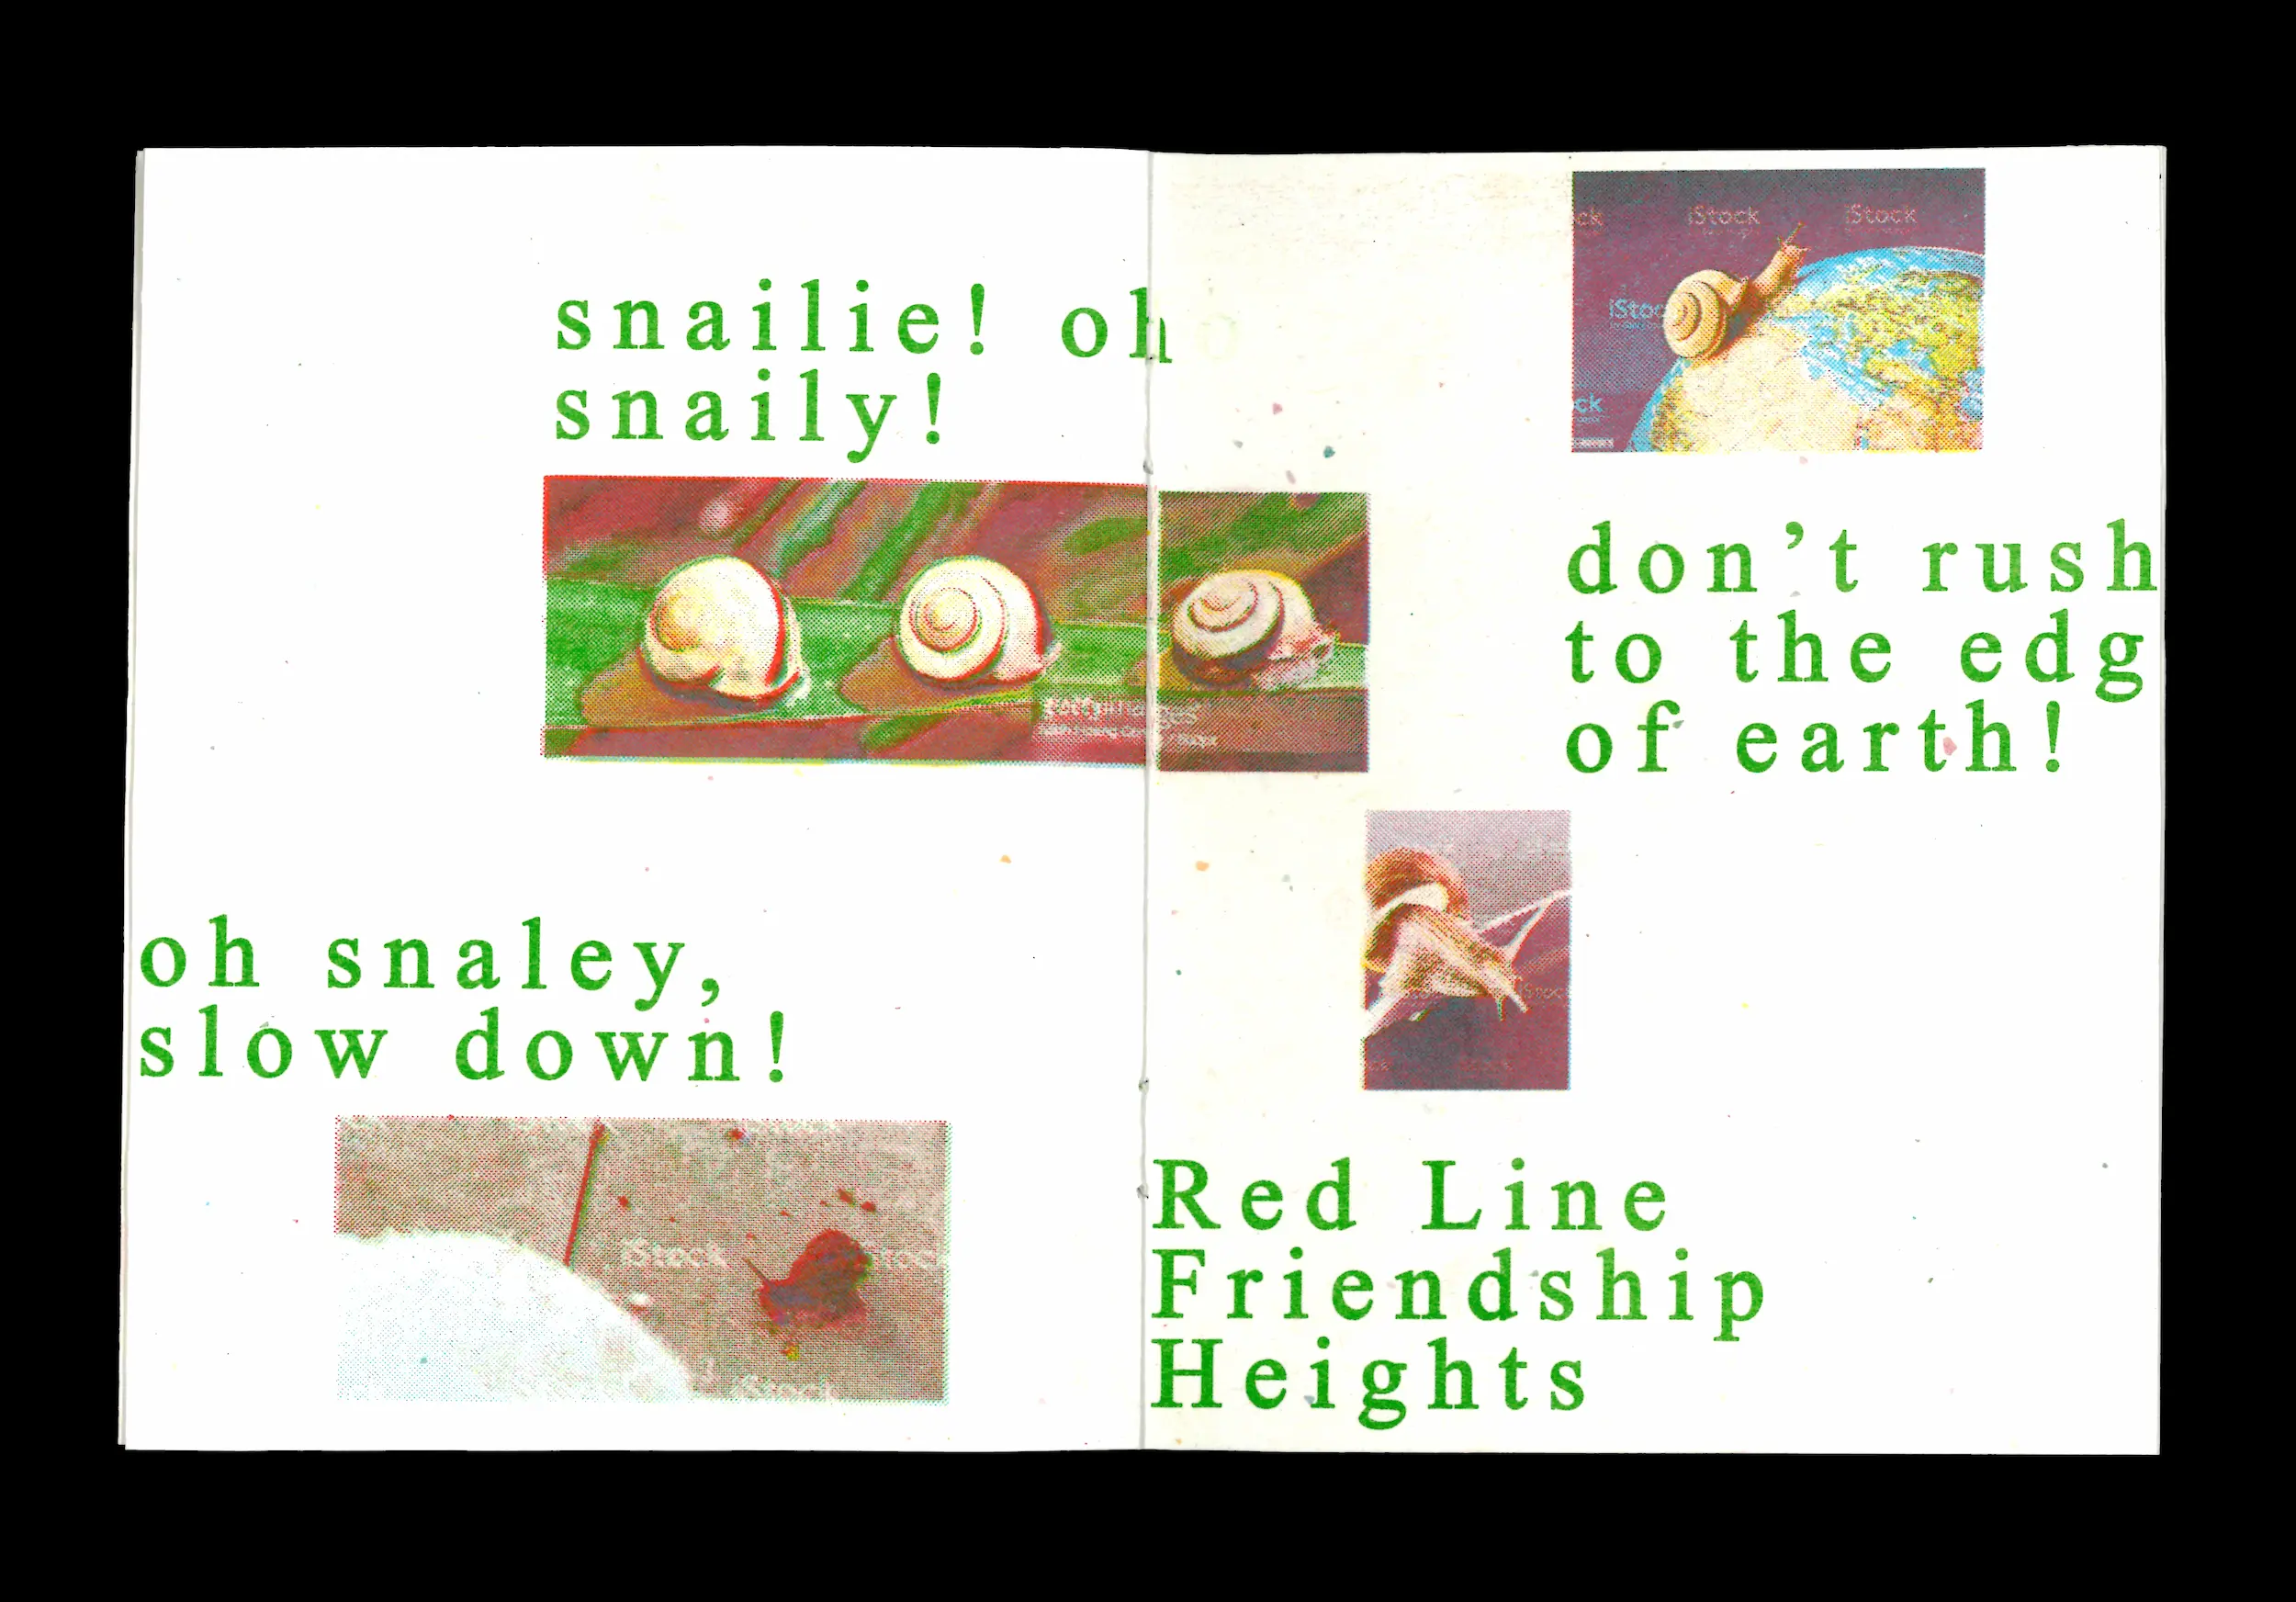 snailie! oh
snaily!
gettyimages
oh snaley,
slow down!
iStock
iStock
iStock
iStock
don't rush
to the edg
of earth!
iStock
Red Line
Friendship
Heights